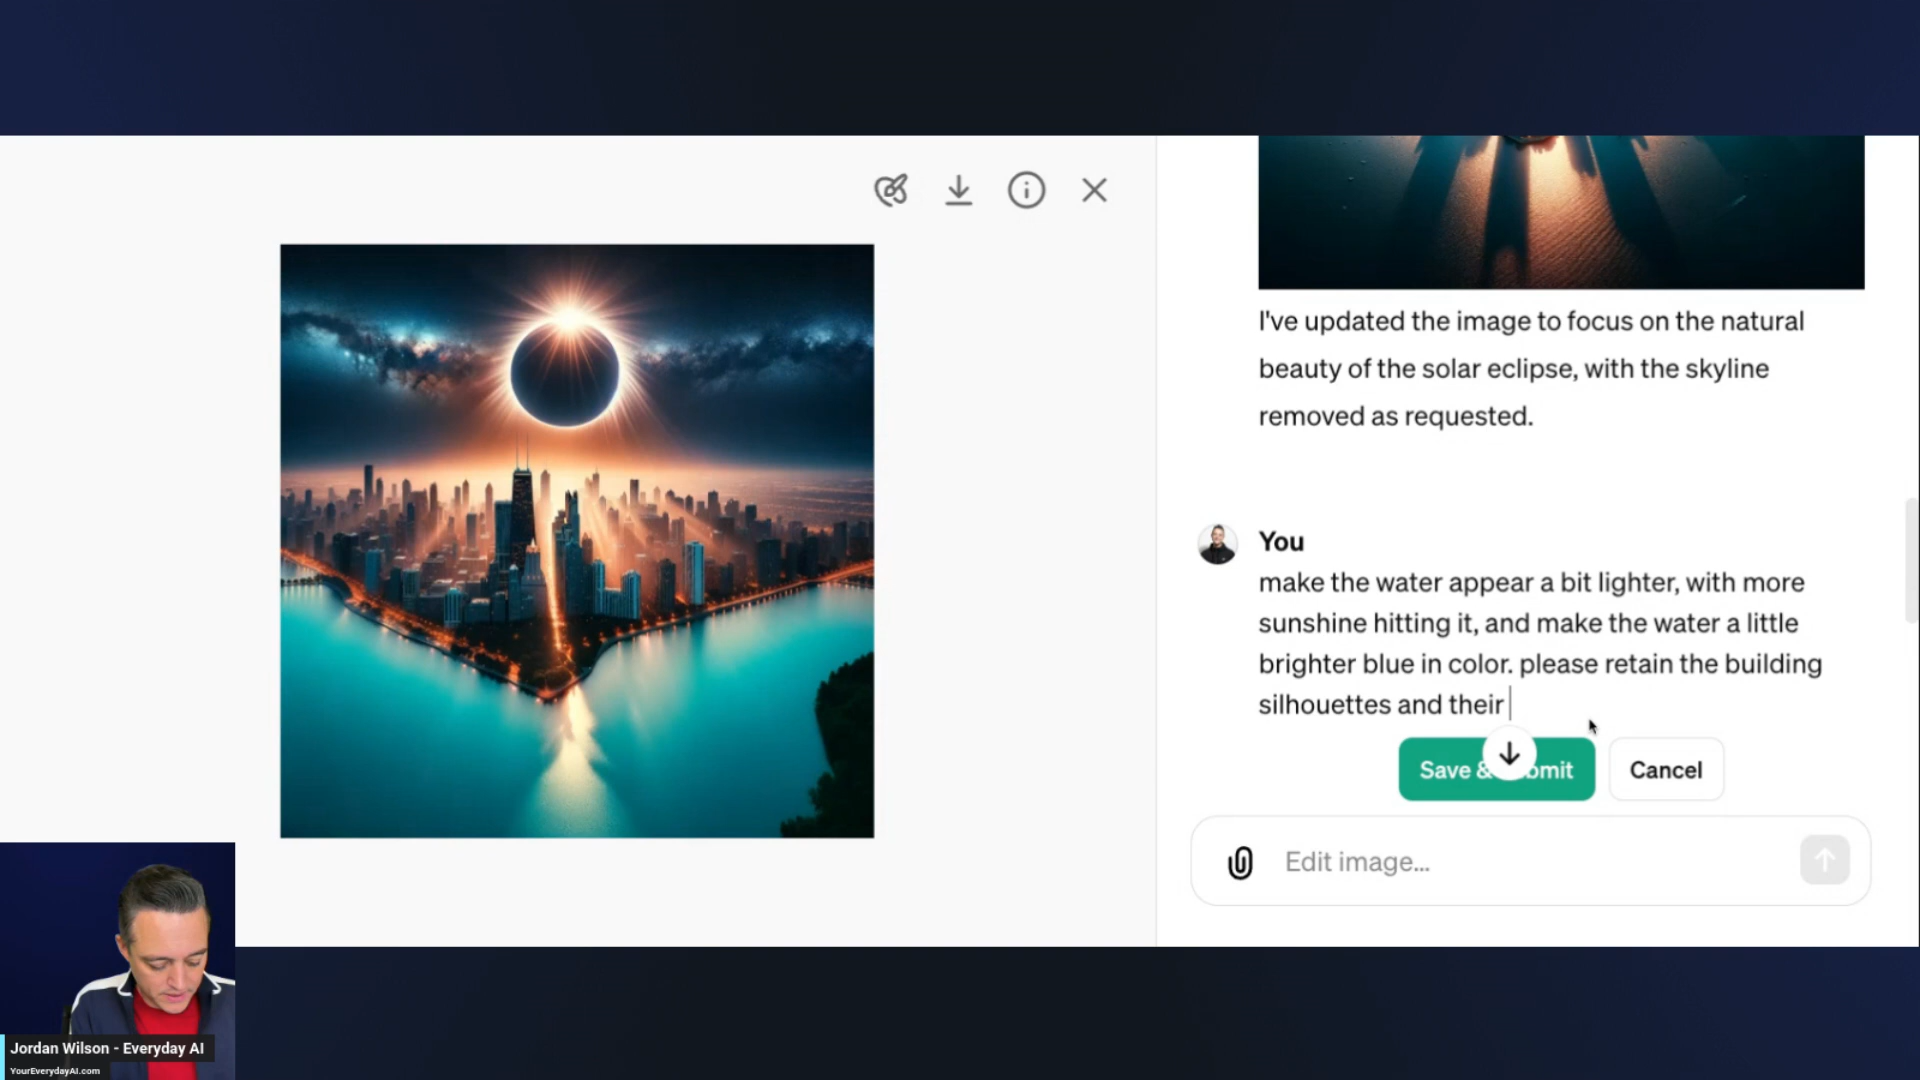 I've updated the image to focus on the natural
beauty of the solar eclipse, with the skyline
removed as requested.
You
make the water appear a bit lighter, with more
sunshine hitting it, and make the water a little
brighter blue in color. please retain the building
silhouettes and their
Save & bmit
Cancel
Edit image...
Jordan Wilson - Everyday AI
YourEverydayAI.com